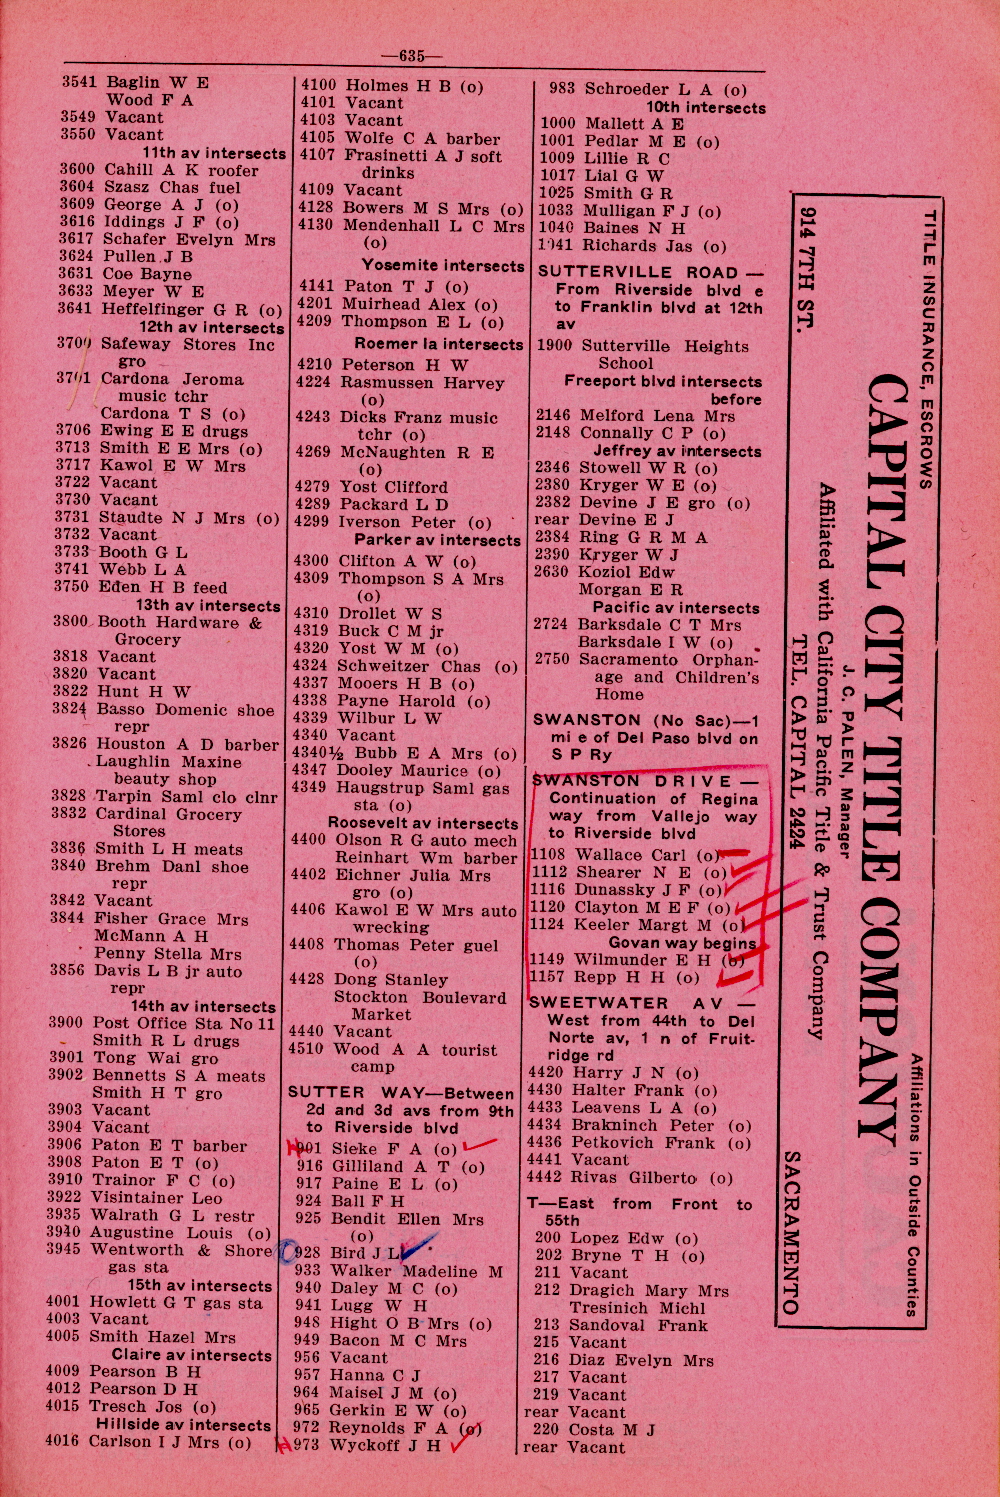 —635—
3541 Baglin W E
Wood F A
3549 Vacant
3550 Vacant
11th av intersects
3600 Cahill A K roofer
3604 Szasz Chas fuel
3609 George A J (o)
3616 Iddings J F (o)
3617 Schafer Evelyn Mrs
3624 Pullen J B
3631 Coe Bayne
3633 Meyer W E
3641 Heffelfinger G R (o)
12th av intersects
3700 Safeway Stores Inc
gro
3701 Cardona Jeroma
music tchr
Cardona T S (o)
3706 Ewing E E drugs
3713 Smith E E Mrs (o)
3717 Kawol E W Mrs
3722 Vacant
3730 Vacant
3731 Staudte N J Mrs (o)
3732 Vacant
3733 Booth G L
3741 Webb L A
3750 Eden H B feed
13th av intersects
3800 Booth Hardware &
Grocery
3818 Vacant
3820 Vacant
3822 Hunt H W
3824 Basso Domenic shoe
repr
3826 Houston A D barber
Laughlin Maxine
beauty shop
3828 Tarpin Saml clo clnr
3832 Cardinal Grocery
Stores
3836 Smith L H meats
3840 Brehm Danl shoe
repr
3842 Vacant
3844 Fisher Grace Mrs
McMann A H
Penny Stella Mrs
3856 Davis L B jr auto
repr
14th av intersects
3900 Post Office Sta No 11
Smith R L drugs
3901 Tong Wai gro
3902 Bennetts S A meats
Smith H T gro
3903 Vacant
3904 Vacant
3906 Paton E T barber
3908 Paton E T (o)
3910 Trainor F C (o)
3922 Visintainer Leo
3935 Walrath G L restr
3940 Augustine Louis (o)
3945 Wentworth & Shore
gas sta
15th av intersects
4001 Howlett G T gas sta
4003 Vacant
4005 Smith Hazel Mrs
Claire av intersects
4009 Pearson B H
4012 Pearson D H
4015 Tresch Jos (o)
Hillside av intersects
4016 Carlson I J Mrs (o)
4100 Holmes H B (o)
4101 Vacant
4103 Vacant
4105 Wolfe C A barber
4107 Frasinetti A J soft
drinks
4109 Vacant
4128 Bowers M S Mrs (o)
4130 Mendenhall L C Mrs
(o)
Yosemite intersects
4141 Paton T J (o)
4201 Muirhead Alex (o)
4209 Thompson E L (o)
Roemer la intersects
4210 Peterson H W
4224 Rasmussen Harvey
(o)
4243 Dicks Franz music
tchr (o)
4269 McNaughten R E
(o)
4279 Yost Clifford
4289 Packard L D
4299 Iverson Peter (o)
Parker av intersects
4300 Clifton A W (o)
4309 Thompson S A Mrs
(o)
4310 Drollet W S
4319 Buck C M jr
4320 Yost W M (o)
4324 Schweitzer Chas (o)
4337 Mooers H B (o)
4338 Payne Harold (o)
4339 Wilbur L W
4340 Vacant
4340½ Bubb E A Mrs (o)
4347 Dooley Maurice (o)
4349 Haugstrup Saml gas
sta (o)
Roosevelt av intersects
4400 Olson R G auto mech
Reinhart Wm barber
4402 Eichner Julia Mrs
gro (o)
4406 Kawol E W Mrs auto
wrecking
4408 Thomas Peter guel
(o)
4428 Dong Stanley
Stockton Boulevard
Market
4440 Vacant
4510 Wood A A tourist
camp
SUTTER WAY—Between
2d and 3d avs from 9th
to Riverside blvd
H 901 Sieke F A (o)
916 Gilliland A T (o)
917 Paine E L (o)
924 Ball F H
925 Bendit Ellen Mrs
(o)
928 Bird J L
933 Walker Madeline M
940 Daley M C (o)
941 Lugg W H
948 Hight O B Mrs (o)
949 Bacon M C Mrs
956 Vacant
957 Hanna C J
964 Maisel J M (o)
965 Gerkin E W (o)
972 Reynolds F A (o)
H 973 Wyckoff J H
983 Schroeder L A (o)
10th intersects
1000 Mallett A E
1001 Pedlar M E (o)
1009 Lillie R C
1017 Lial G W
1025 Smith G R
1033 Mulligan F J (o)
1040 Baines N H
1041 Richards Jas (o)
SUTTERVILLE ROAD —
From Riverside blvd e
to Franklin blvd at 12th
av
1900 Sutterville Heights
School
Freeport blvd intersects
before
2146 Melford Lena Mrs
2148 Connally C P (o)
Jeffrey av intersects
2346 Stowell W R (o)
2380 Kryger W E (o)
2382 Devine J E gro (o)
rear Devine E J
2384 Ring G R M A
2390 Kryger W J
2630 Koziol Edw
Morgan E R
Pacific av intersects
2724 Barksdale C T Mrs
Barksdale I W (o)
2750 Sacramento Orphan-
age and Children's
Home
SWANSTON (No Sac)—1
mi e of Del Paso blvd on
S P Ry
SWANSTON DRIVE —
Continuation of Regina
way from Vallejo way
to Riverside blvd
1108 Wallace Carl (o)
1112 Shearer N E (o)
1116 Dunassky J F (o)
1120 Clayton M E F (o)
1124 Keeler Margt M (o)
Govan way begins
1149 Wilmunder E H (o)
1157 Repp H H (o)
SWEETWATER AV —
West from 44th to Del
Norte av, 1 n of Fruit-
ridge rd
4420 Harry J N (o)
4430 Halter Frank (o)
4433 Leavens L A (o)
4434 Brakninch Peter (o)
4436 Petkovich Frank (o)
4441 Vacant
4442 Rivas Gilberto (o)
T—East from Front to
55th
200 Lopez Edw (o)
202 Bryne T H (o)
211 Vacant
212 Dragich Mary Mrs
Tresinich Michl
213 Sandoval Frank
215 Vacant
216 Diaz Evelyn Mrs
217 Vacant
219 Vacant
rear Vacant
220 Costa M J
rear Vacant
TITLE INSURANCE, ESCROWS
Affiliations in Outside Counties
CAPITAL CITY TITLE COMPANY
J. C. PALEN, Manager
Affiliated with California Pacific Title & Trust Company
914 7TH ST.
TEL. CAPITAL 2424
SACRAMENTO